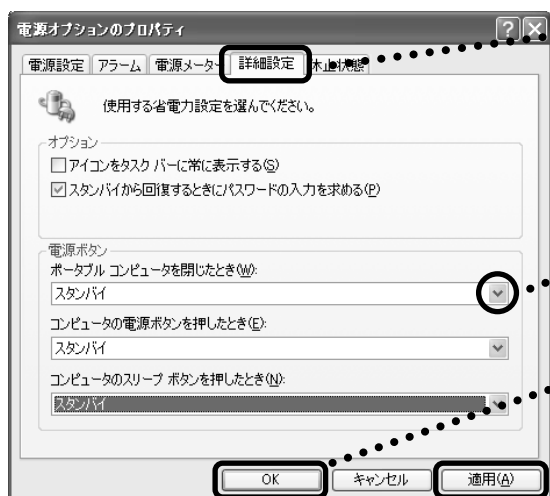 電源オプションのプロパティ
電源設定 アラーム 電源メーター 詳細設定 休止状態
使用する省電力設定を選んでください。
オプション
アイコンをタスク バーに常に表示する(S)
スタンバイから回復するときにパスワードの入力を求める(P)
電源ボタン
ポータブル コンピュータを閉じたとき(W):
スタンバイ
コンピュータの電源ボタンを押したとき(E):
スタンバイ
コンピュータのスリープ ボタンを押したとき(N):
スタンバイ
OK キャンセル 適用(A)